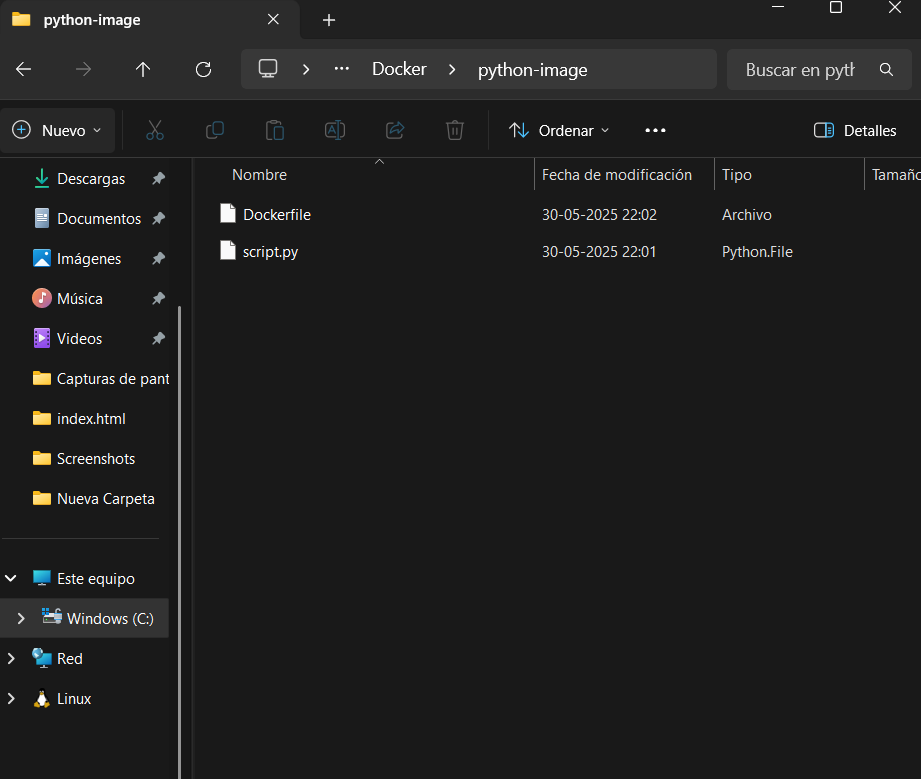 python-image
Docker
python-image
Buscar en pytł
Nuevo
Ordenar
Detalles
Nombre
Fecha de modificación
Tipo
Tamaño
Dockerfile
30-05-2025 22:02
Archivo
script.py
30-05-2025 22:01
Python.File
Descargas
Documentos
Imágenes
Música
Videos
Capturas de pant
index.html
Screenshots
Nueva Carpeta
Este equipo
Windows (C:)
Red
Linux